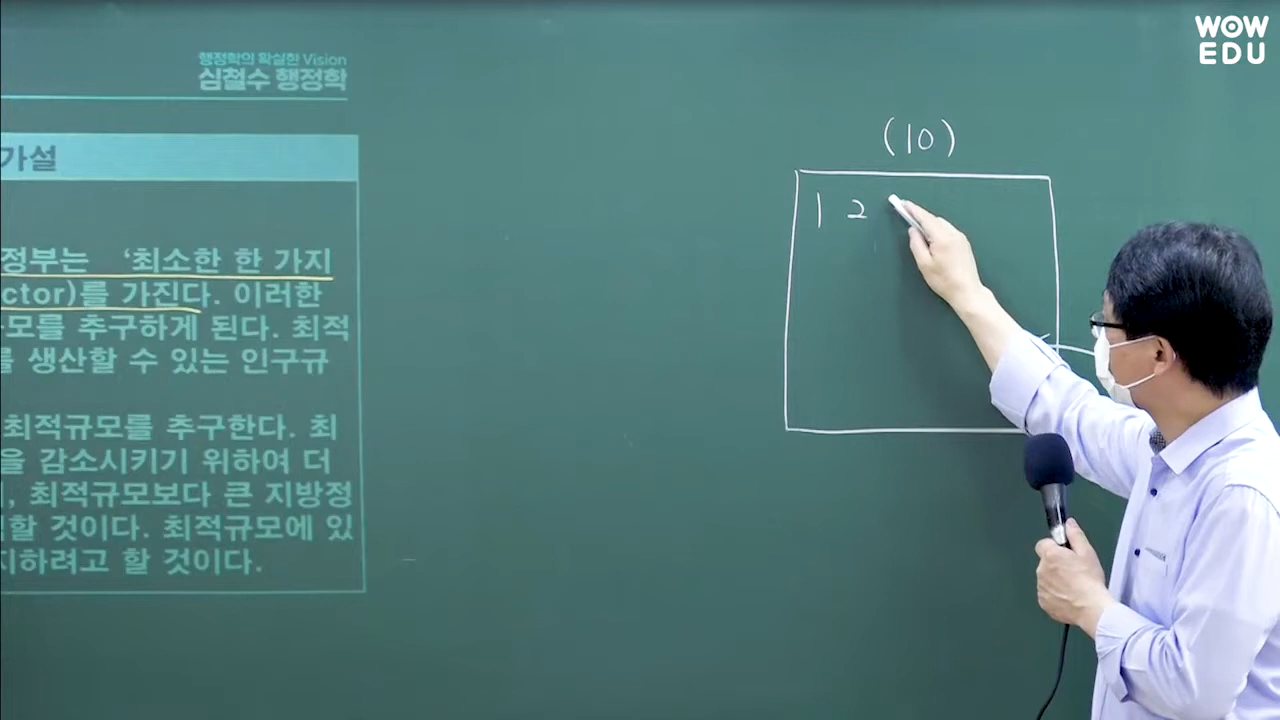 WOW
EDU
행정학의 확실한 Vision
심철수 행정학
가설
정부는 '최소한 한 가지
ctor)를 가진다. 이러한
모를 추구하게 된다. 최적
를 생산할 수 있는 인구규
최적규모를 추구한다. 최
을 감소시키기 위하여 더
, 최적규모보다 큰 지방정
할 것이다. 최적규모에 있
지하려고 할 것이다.
(10)
1 2